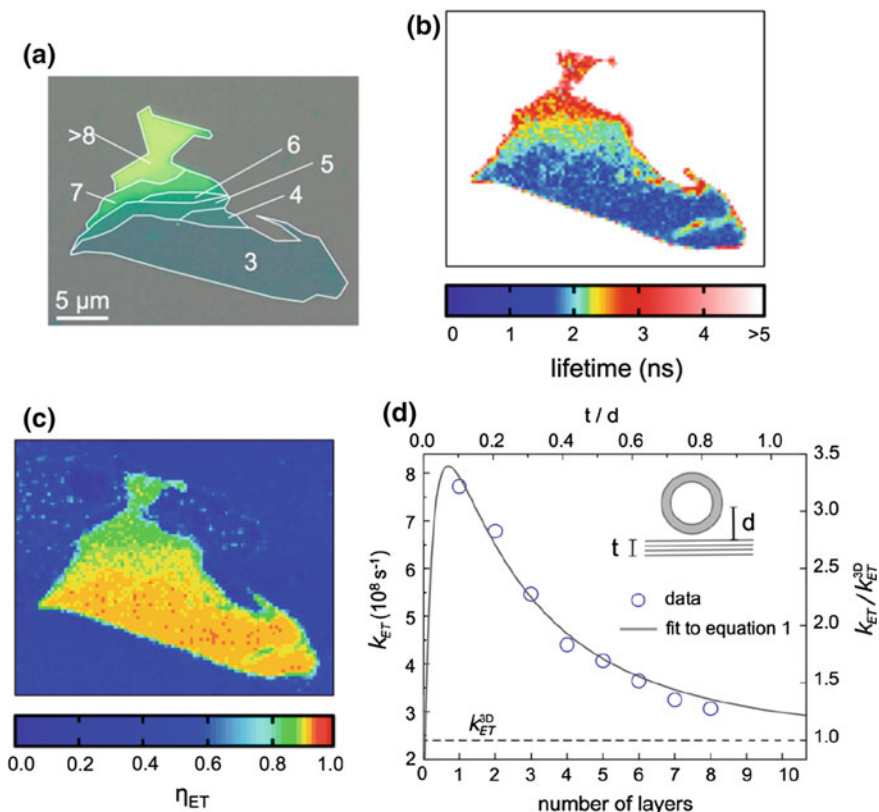 (a)
>8
6
5
7
4
3
5 μm
(b)
0 1 2 3 4 >5
lifetime (ns)
(c)
0.0 0.2 0.4 0.6 0.8 1.0
ηET
(d)
t / d
0.0 0.2 0.4 0.6 0.8 1.0
8
7
6
5
4
3
2
kET (10⁸ s⁻¹)
3.5
3.0
2.5
2.0
1.5
1.0
kET / kET3D
d
t
data
fit to equation 1
kET3D
0 1 2 3 4 5 6 7 8 9 10
number of layers